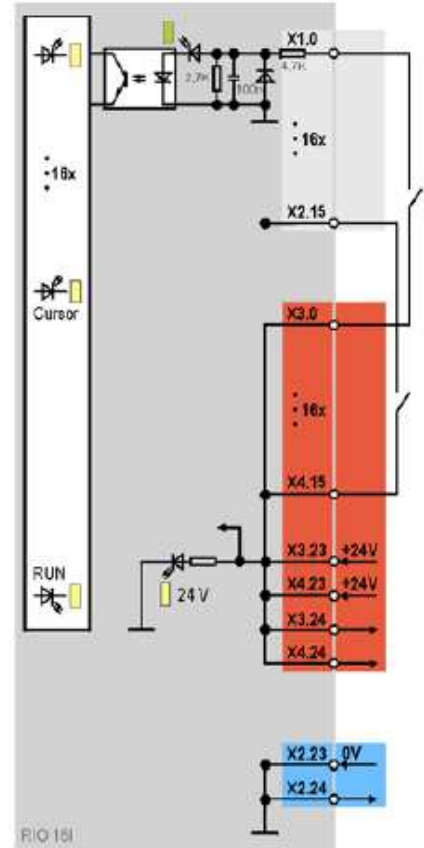 X1.0
2,7K
100n
4,7K
16x
16x
X2.15
Cursor
X3.0
16x
X4.15
X3.23 +24V
RUN
24 V
X4.23 +24V
X3.24
X4.24
X2.23 0V
X2.24
RIO 16I